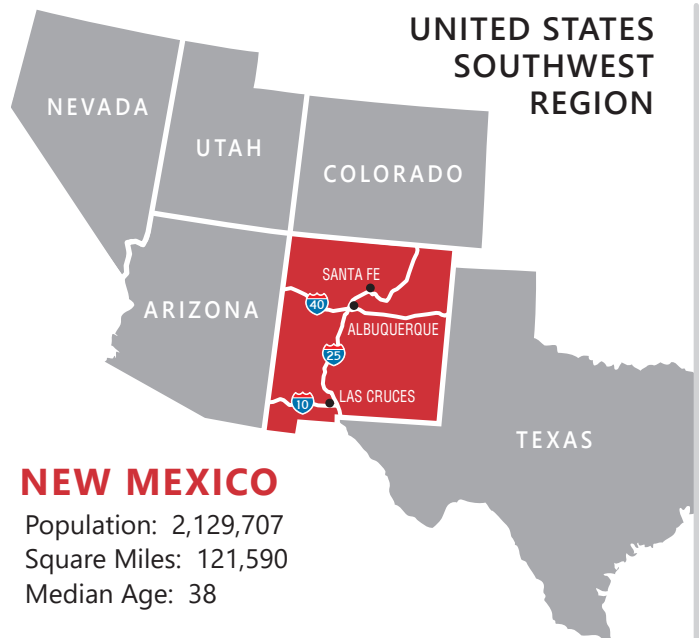 UNITED STATES
SOUTHWEST
REGION
NEVADA
UTAH
COLORADO
SANTA FE
40
ARIZONA
ALBUQUERQUE
25
10
LAS CRUCES
TEXAS
NEW MEXICO
Population: 2,129,707
Square Miles: 121,590
Median Age: 38